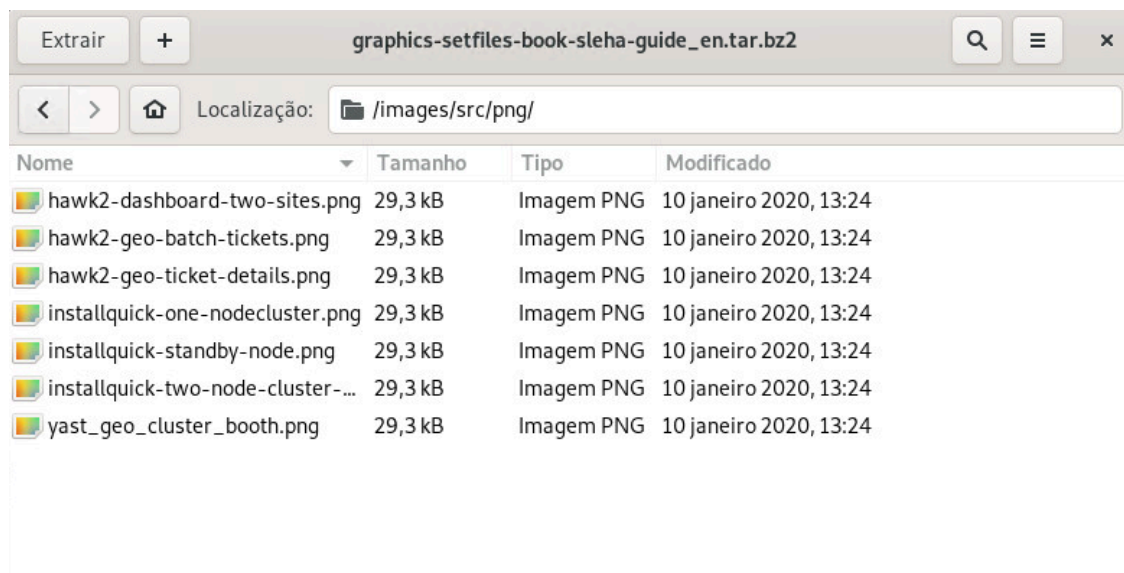 Extrair + graphics-setfiles-book-sleha-guide_en.tar.bz2
Localização: /images/src/png/
Nome Tamanho Tipo Modificado
hawk2-dashboard-two-sites.png 29,3 kB Imagem PNG 10 janeiro 2020, 13:24
hawk2-geo-batch-tickets.png 29,3 kB Imagem PNG 10 janeiro 2020, 13:24
hawk2-geo-ticket-details.png 29,3 kB Imagem PNG 10 janeiro 2020, 13:24
installquick-one-nodecluster.png 29,3 kB Imagem PNG 10 janeiro 2020, 13:24
installquick-standby-node.png 29,3 kB Imagem PNG 10 janeiro 2020, 13:24
installquick-two-node-cluster-... 29,3 kB Imagem PNG 10 janeiro 2020, 13:24
yast_geo_cluster_booth.png 29,3 kB Imagem PNG 10 janeiro 2020, 13:24